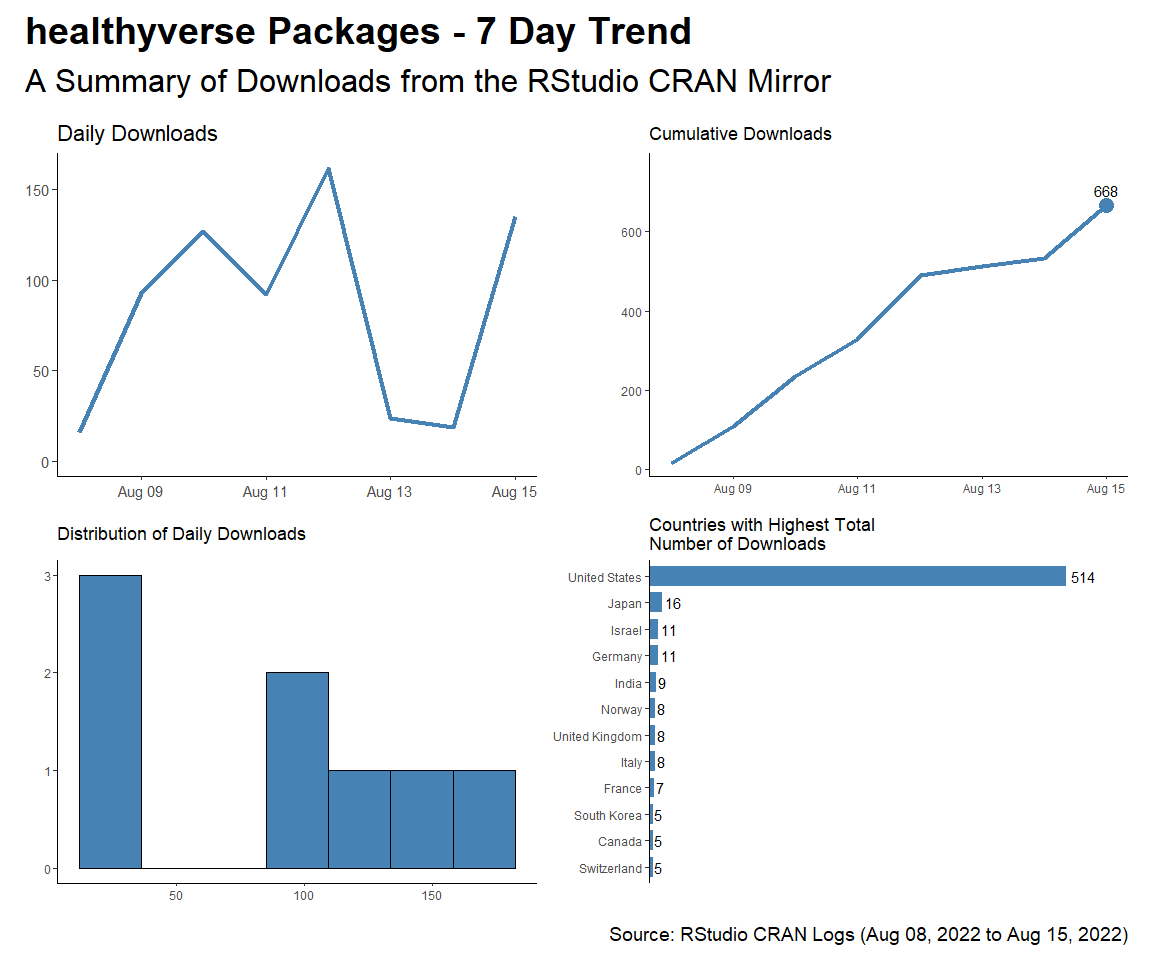 healthyverse Packages - 7 Day Trend
A Summary of Downloads from the RStudio CRAN Mirror
Daily Downloads
150
100
50
0
Aug 09 Aug 11 Aug 13 Aug 15
Cumulative Downloads
668
600
400
200
0
Aug 09 Aug 11 Aug 13 Aug 15
Distribution of Daily Downloads
3
2
1
0
50 100 150
Countries with Highest Total
Number of Downloads
United States 514
Japan 16
Israel 11
Germany 11
India 9
Norway 8
United Kingdom 8
Italy 8
France 7
South Korea 5
Canada 5
Switzerland 5
Source: RStudio CRAN Logs (Aug 08, 2022 to Aug 15, 2022)